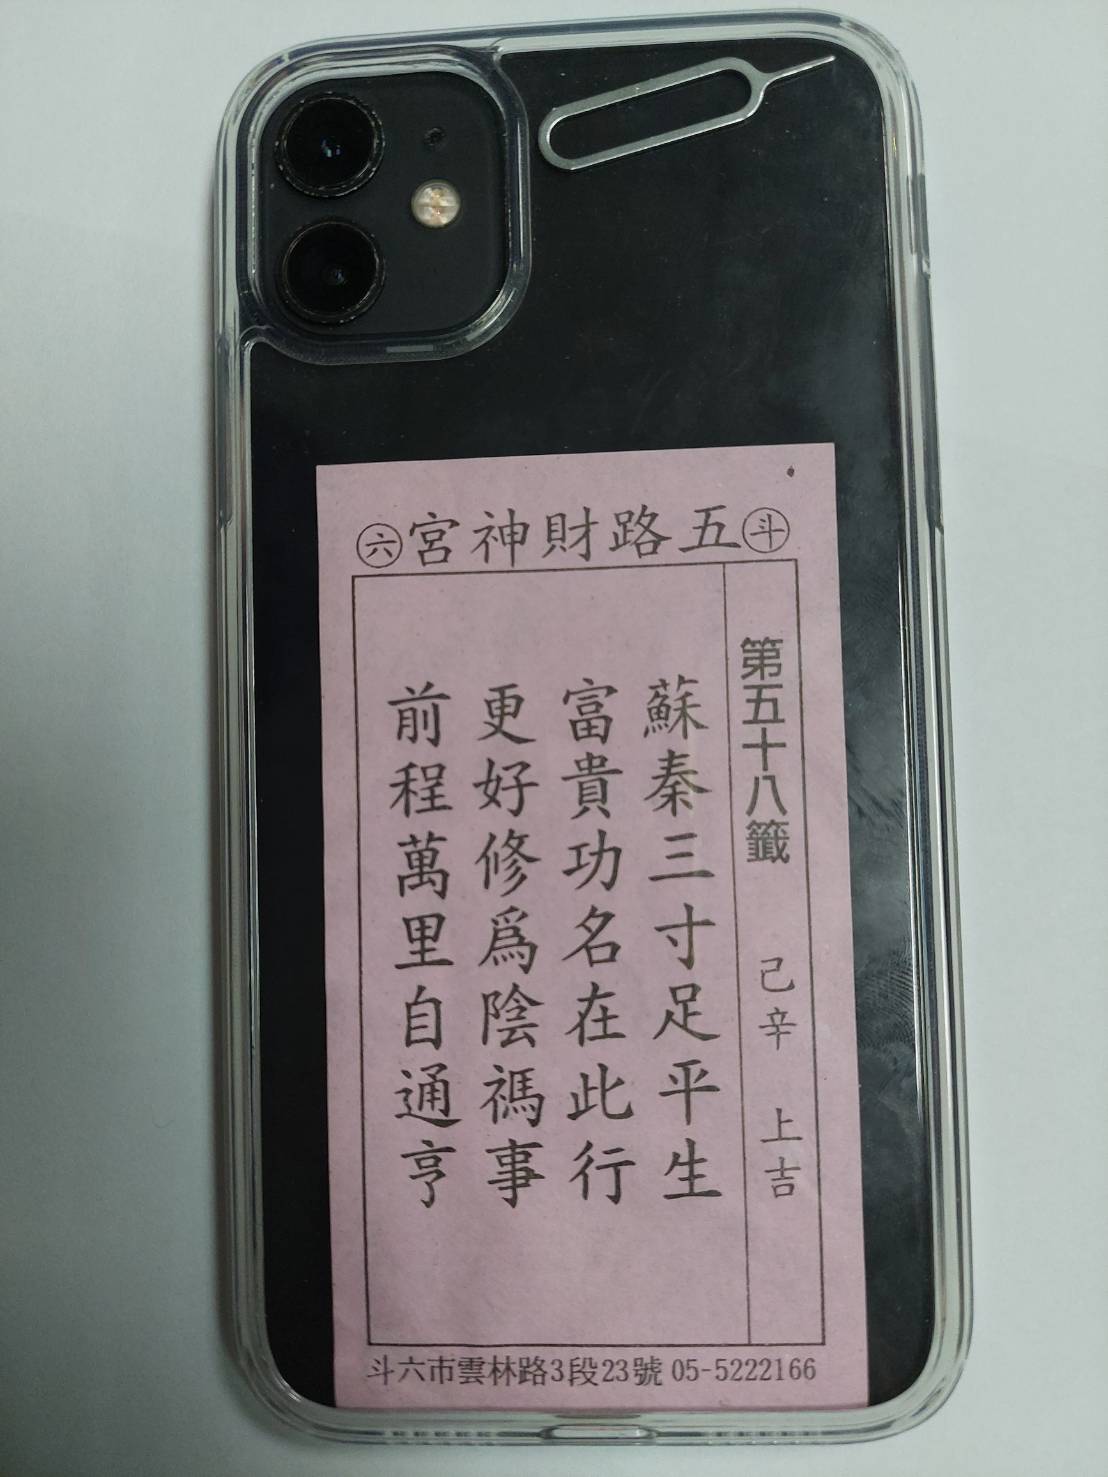 斗五路財神宮六
第五十八籤 己辛 上吉
蘇秦三寸足平生
富貴功名在此行
更好修爲陰禡事
前程萬里自通亨
斗六市雲林路3段23號 05-5222166